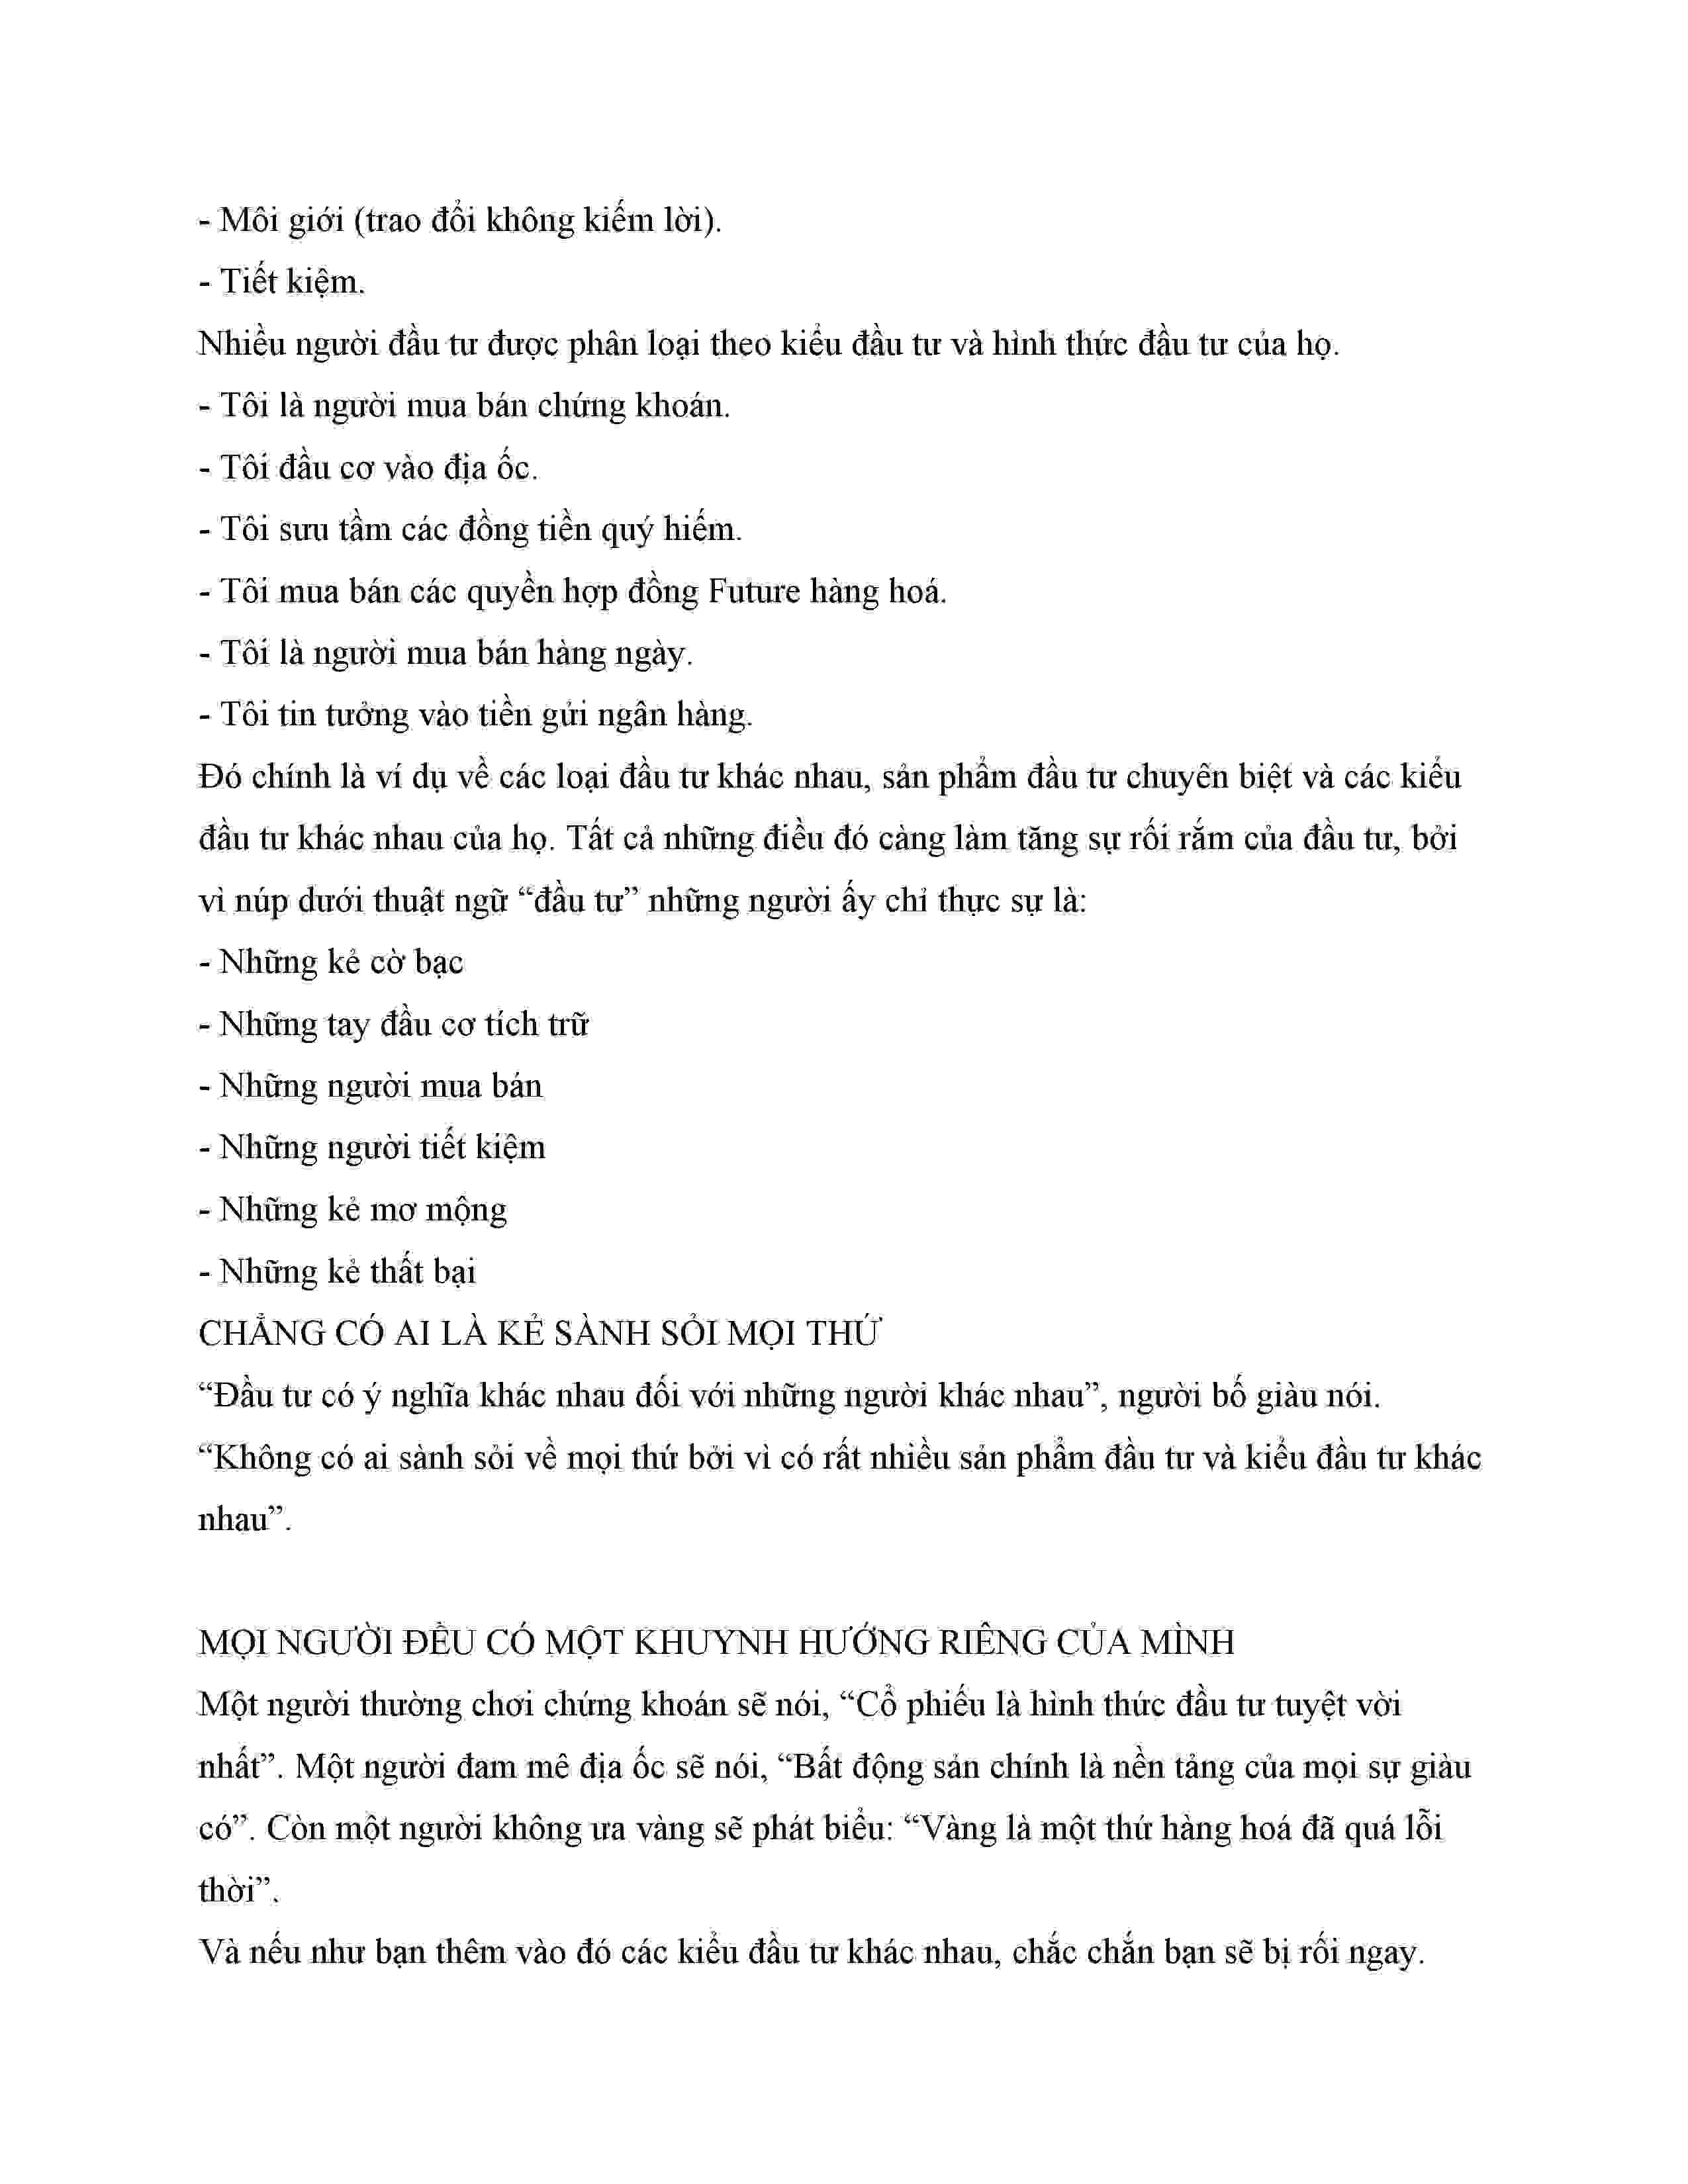 - Môi giới (trao đổi không kiếm lời).
- Tiết kiệm.
Nhiều người đầu tư được phân loại theo kiểu đầu tư và hình thức đầu tư của họ.
- Tôi là người mua bán chứng khoán.
- Tôi đầu cơ vào địa ốc.
- Tôi sưu tầm các đồng tiền quý hiếm.
- Tôi mua bán các quyền hợp đồng Future hàng hoá.
- Tôi là người mua bán hàng ngày.
- Tôi tin tưởng vào tiền gửi ngân hàng.
Đó chính là ví dụ về các loại đầu tư khác nhau, sản phẩm đầu tư chuyên biệt và các kiểu
đầu tư khác nhau của họ. Tất cả những điều đó càng làm tăng sự rối rắm của đầu tư, bởi
vì núp dưới thuật ngữ “đầu tư” những người ấy chỉ thực sự là:
- Những kẻ cờ bạc
- Những tay đầu cơ tích trữ
- Những người mua bán
- Những người tiết kiệm
- Những kẻ mơ mộng
- Những kẻ thất bại
CHẲNG CÓ AI LÀ KẺ SÀNH SỎI MỌI THỨ
“Đầu tư có ý nghĩa khác nhau đối với những người khác nhau”, người bố giàu nói.
“Không có ai sành sỏi về mọi thứ bởi vì có rất nhiều sản phẩm đầu tư và kiểu đầu tư khác
nhau”.
MỌI NGƯỜI ĐỀU CÓ MỘT KHUYNH HƯỚNG RIÊNG CỦA MÌNH
Một người thường chơi chứng khoán sẽ nói, “Cổ phiếu là hình thức đầu tư tuyệt vời
nhất”. Một người đam mê địa ốc sẽ nói, “Bất động sản chính là nền tảng của mọi sự giàu
có”. Còn một người không ưa vàng sẽ phát biểu: “Vàng là một thứ hàng hoá đã quá lỗi
thời”.
Và nếu như bạn thêm vào đó các kiểu đầu tư khác nhau, chắc chắn bạn sẽ bị rối ngay.